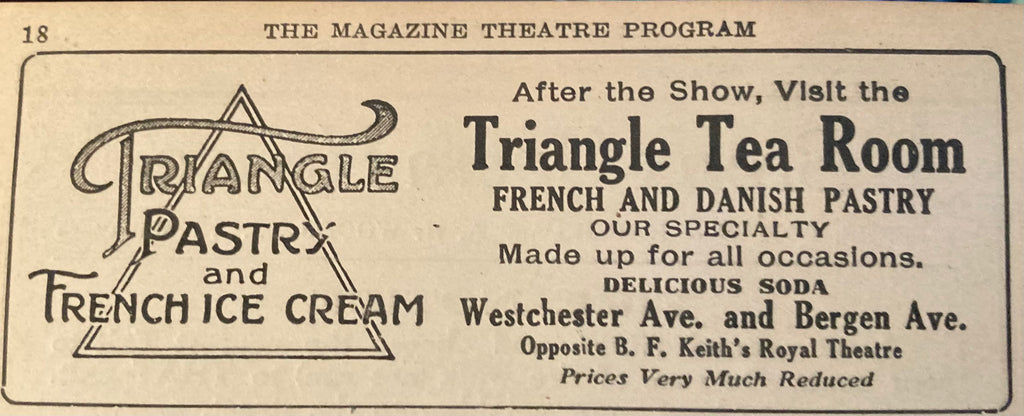 18
THE MAGAZINE THEATRE PROGRAM
TRIANGLE
PASTRY
and
FRENCH ICE CREAM
After the Show, Visit the
Triangle Tea Room
FRENCH AND DANISH PASTRY
OUR SPECIALTY
Made up for all occasions.
DELICIOUS SODA
Westchester Ave. and Bergen Ave.
Opposite B. F. Keith's Royal Theatre
Prices Very Much Reduced